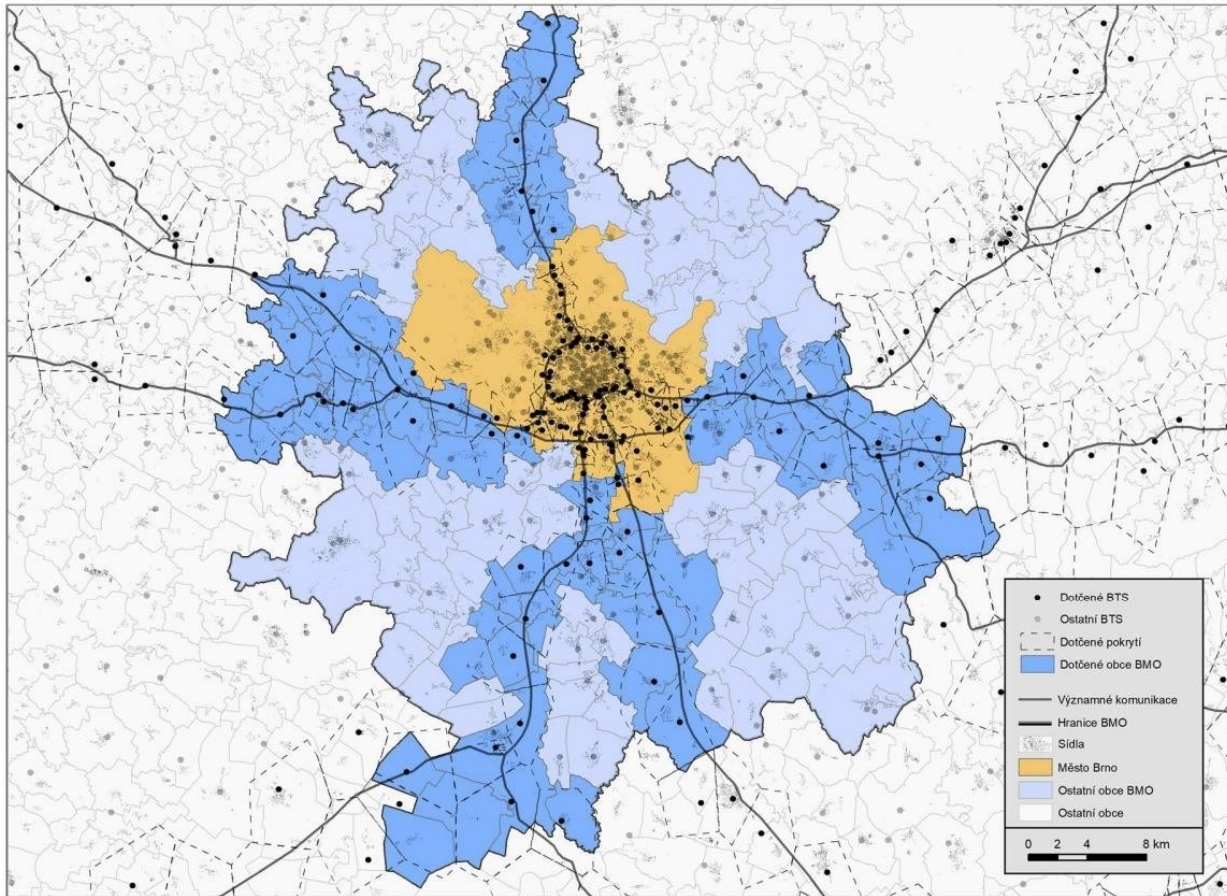 Dotčené BTS
Ostatní BTS
Dotčené pokrytí
Dotčené obce BMO
Významné komunikace
Hranice BMO
Sídla
Město Brno
Ostatní obce BMO
Ostatní obce
0 2 4 8 km